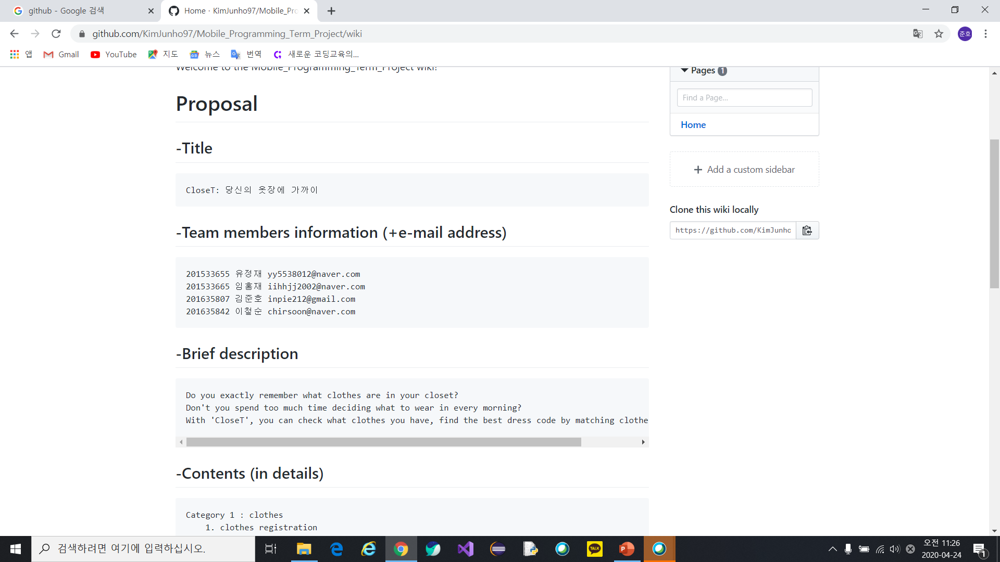 github - Google 검색
Home · KimJunho97/Mobile_Pro
github.com/KimJunho97/Mobile_Programming_Term_Project/wiki
준호
앱
Gmail
YouTube
지도
뉴스
번역
새로운 코딩교육의...
Welcome to the Mobile_Programming_Term_Project wiki!
Pages 1
Find a Page...
Home
Add a custom sidebar
Clone this wiki locally
https://github.com/KimJunho
Proposal
-Title
CloseT: 당신의 옷장에 가까이
-Team members information (+e-mail address)
201533655 유정재 yy5538012@naver.com
201533665 임홍재 iihhjj2002@naver.com
201635807 김준호 inpie212@gmail.com
201635842 이철순 chirsoon@naver.com
-Brief description
Do you exactly remember what clothes are in your closet?
Don't you spend too much time deciding what to wear in every morning?
With 'CloseT', you can check what clothes you have, find the best dress code by matching clothe
-Contents (in details)
Category 1 : clothes
1. clothes registration
검색하려면 여기에 입력하십시오.
TALK
오전 11:26
2020-04-24
1